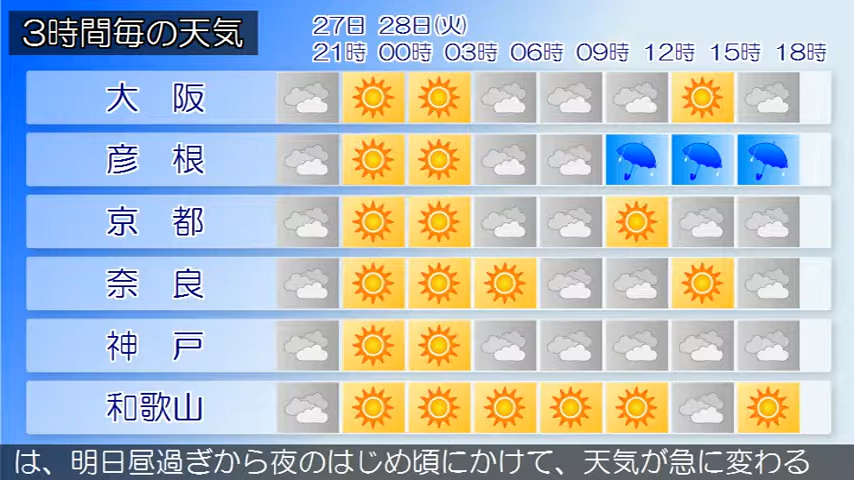 3時間毎の天気
27日 28日(火)
21時 00時 03時 06時 09時 12時 15時 18時
大 阪
彦 根
京 都
奈 良
神 戸
和歌山
は、明日昼過ぎから夜のはじめ頃にかけて、天気が急に変わる